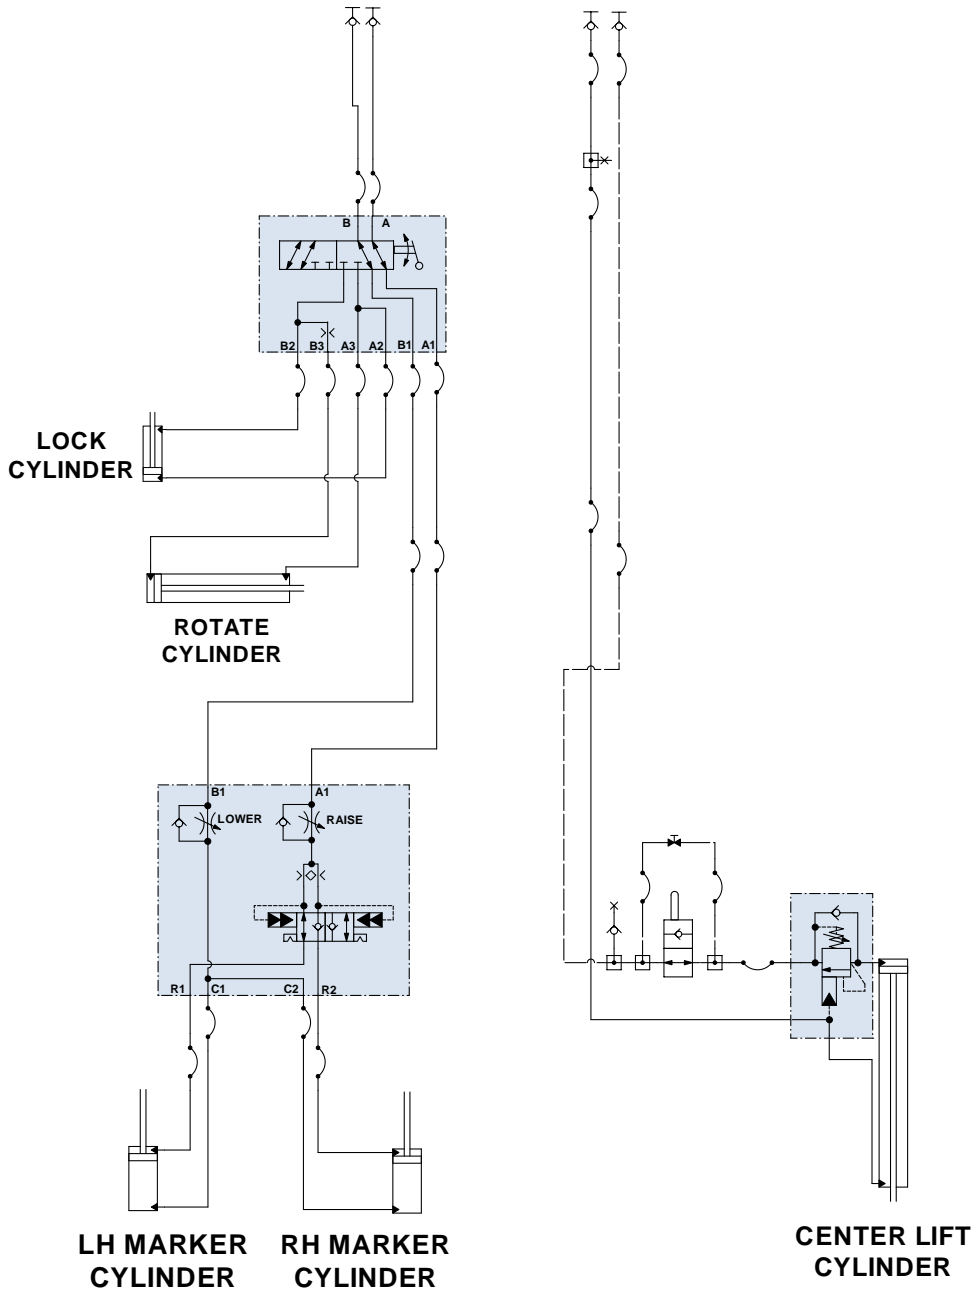 B A
B2 B3 A3 A2 B1 A1
LOCK
CYLINDER
ROTATE
CYLINDER
B1 A1
LOWER RAISE
R1 C1 C2 R2
LH MARKER
CYLINDER
RH MARKER
CYLINDER
CENTER LIFT
CYLINDER